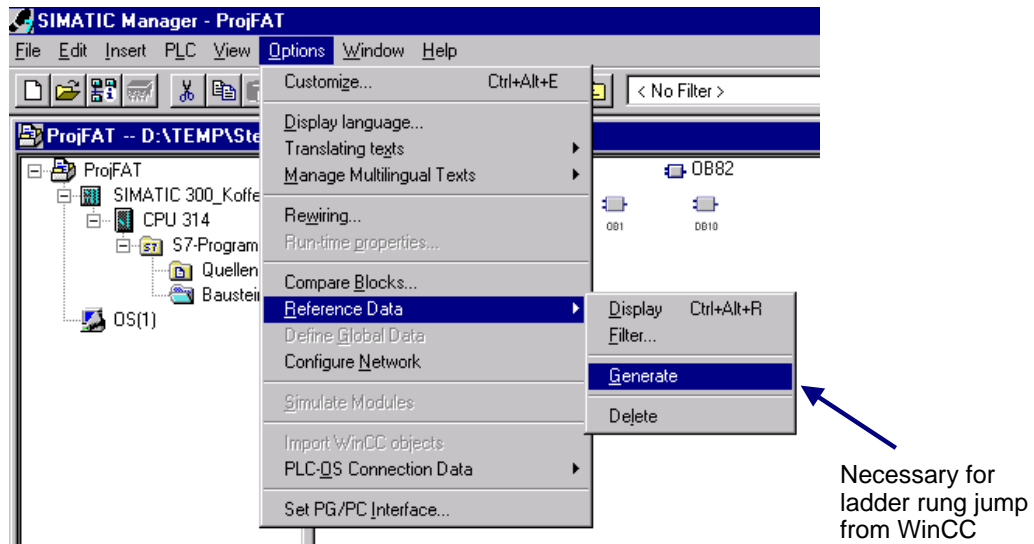 SIMATIC Manager - ProjFAT
File Edit Insert PLC View Options Window Help
< No Filter >
ProjFAT -- D:\TEMP\Ste
ProjFAT
SIMATIC 300_Koffe
CPU 314
S7-Program
Quellen
Baustei
OS(1)
OB82
OB1
DB10
Customize... Ctrl+Alt+E
Display language...
Translating texts
Manage Multilingual Texts
Rewiring...
Run-time properties...
Compare Blocks...
Reference Data
Define Global Data
Configure Network
Simulate Modules
Import WinCC objects
PLC-OS Connection Data
Set PG/PC Interface...
Display Ctrl+Alt+R
Filter...
Generate
Delete
Necessary for
ladder rung jump
from WinCC